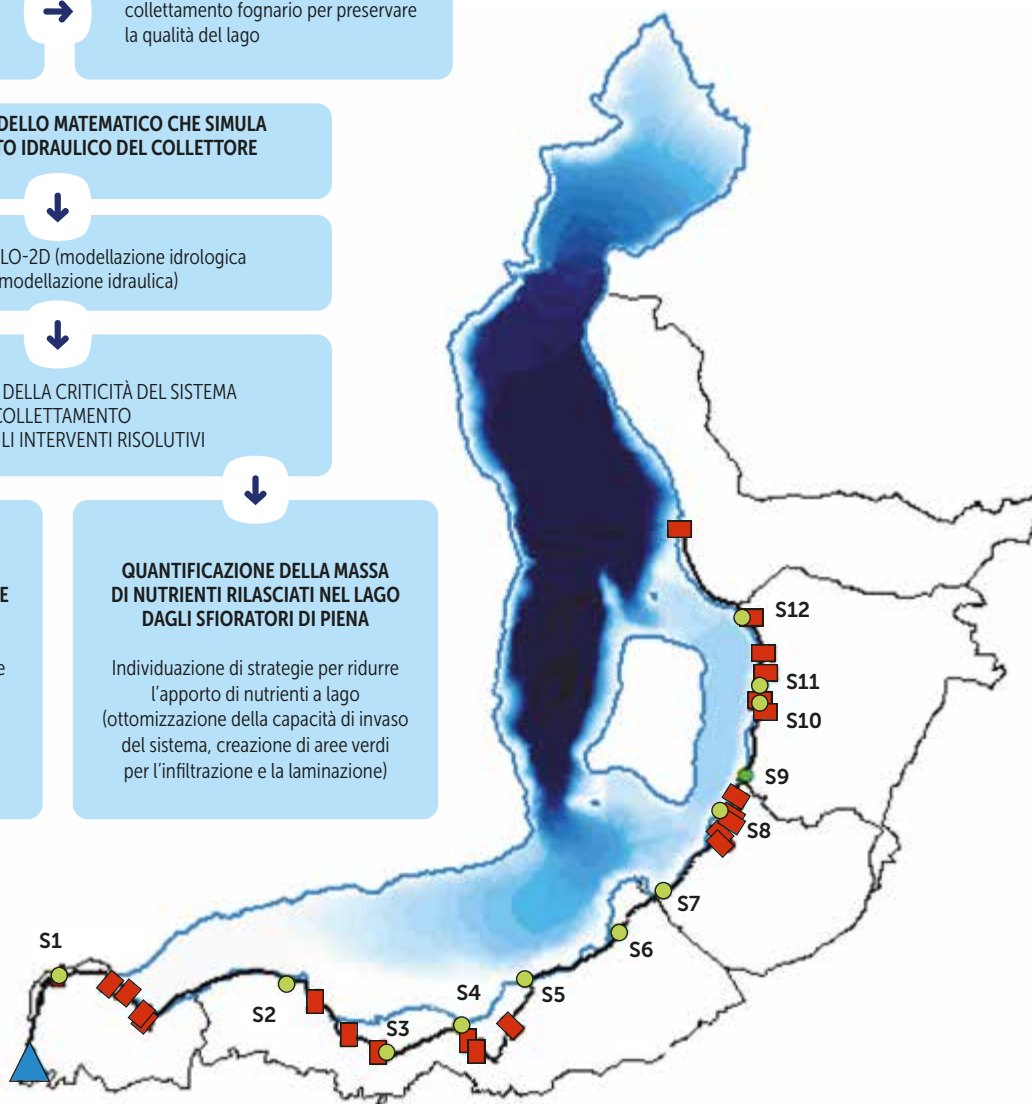 collettamento fognario per preservare
la qualità del lago
DELLO MATEMATICO CHE SIMULA
TO IDRAULICO DEL COLLETTORE
LO-2D (modellazione idrologica
modellazione idraulica)
DELLA CRITICITÀ DEL SISTEMA
COLLETTAMENTO
LI INTERVENTI RISOLUTIVI
E
e
QUANTIFICAZIONE DELLA MASSA
DI NUTRIENTI RILASCIATI NEL LAGO
DAGLI SFIORATORI DI PIENA
Individuazione di strategie per ridurre
l'apporto di nutrienti a lago
(ottomizzazione della capacità di invaso
del sistema, creazione di aree verdi
per l'infiltrazione e la laminazione)
S12
S11
S10
S9
S8
S7
S6
S5
S4
S3
S2
S1